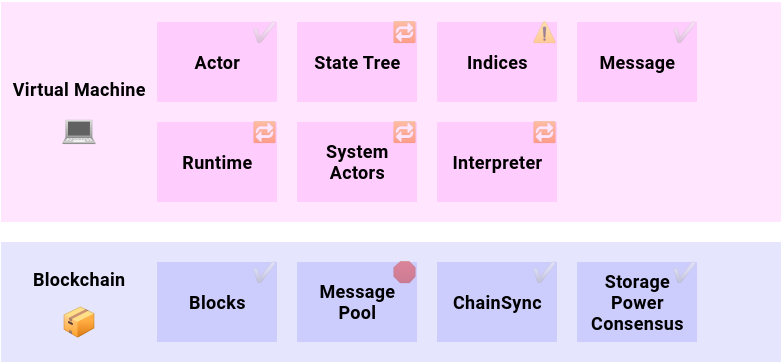 Virtual Machine
Actor
State Tree
Indices
Message
Runtime
System
Actors
Interpreter
Blockchain
Blocks
Message
Pool
ChainSync
Storage
Power
Consensus